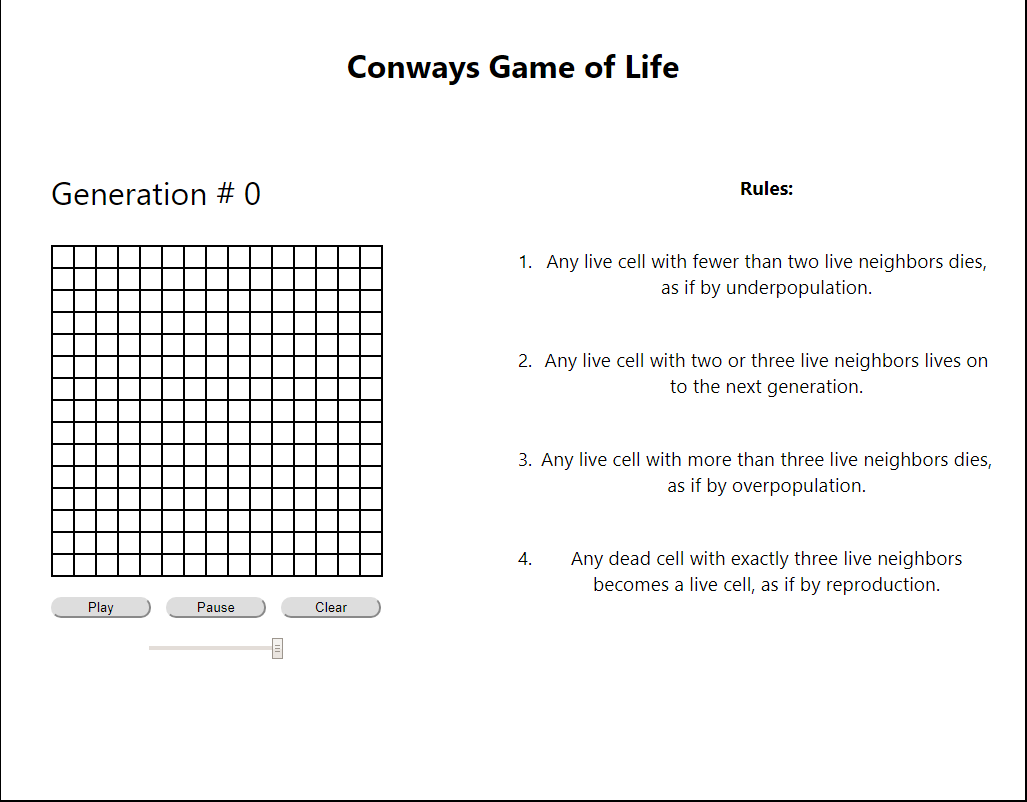 Conways Game of Life
Generation # 0
Rules:
1. Any live cell with fewer than two live neighbors dies,
as if by underpopulation.
2. Any live cell with two or three live neighbors lives on
to the next generation.
3. Any live cell with more than three live neighbors dies,
as if by overpopulation.
4. Any dead cell with exactly three live neighbors
becomes a live cell, as if by reproduction.
Play Pause Clear